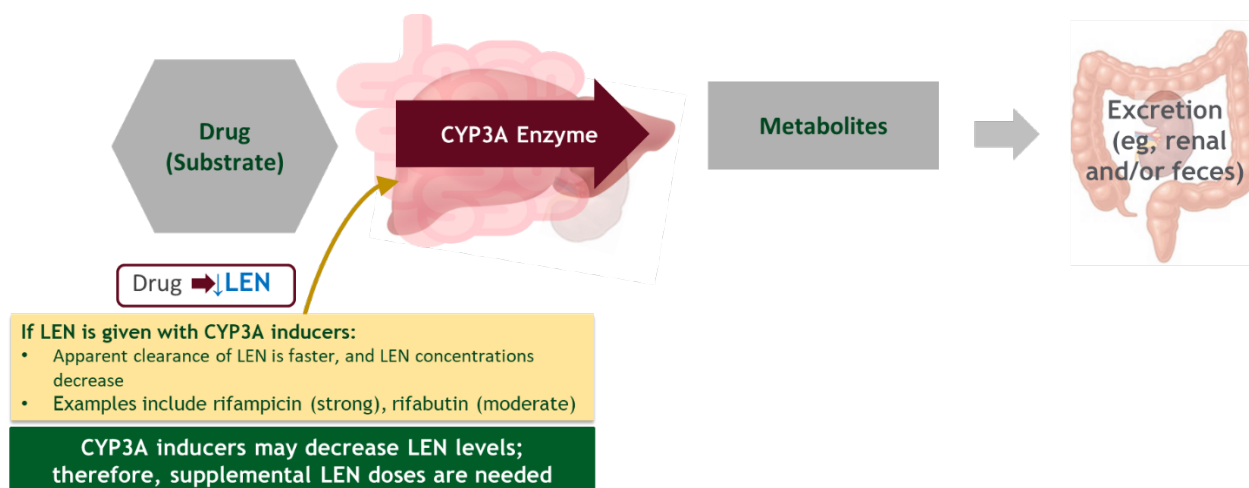 Drug
(Substrate)
CYP3A Enzyme
Metabolites
Excretion
(eg, renal
and/or feces)
Drug ➡↓LEN
If LEN is given with CYP3A inducers:
• Apparent clearance of LEN is faster, and LEN concentrations
decrease
• Examples include rifampicin (strong), rifabutin (moderate)
CYP3A inducers may decrease LEN levels;
therefore, supplemental LEN doses are needed